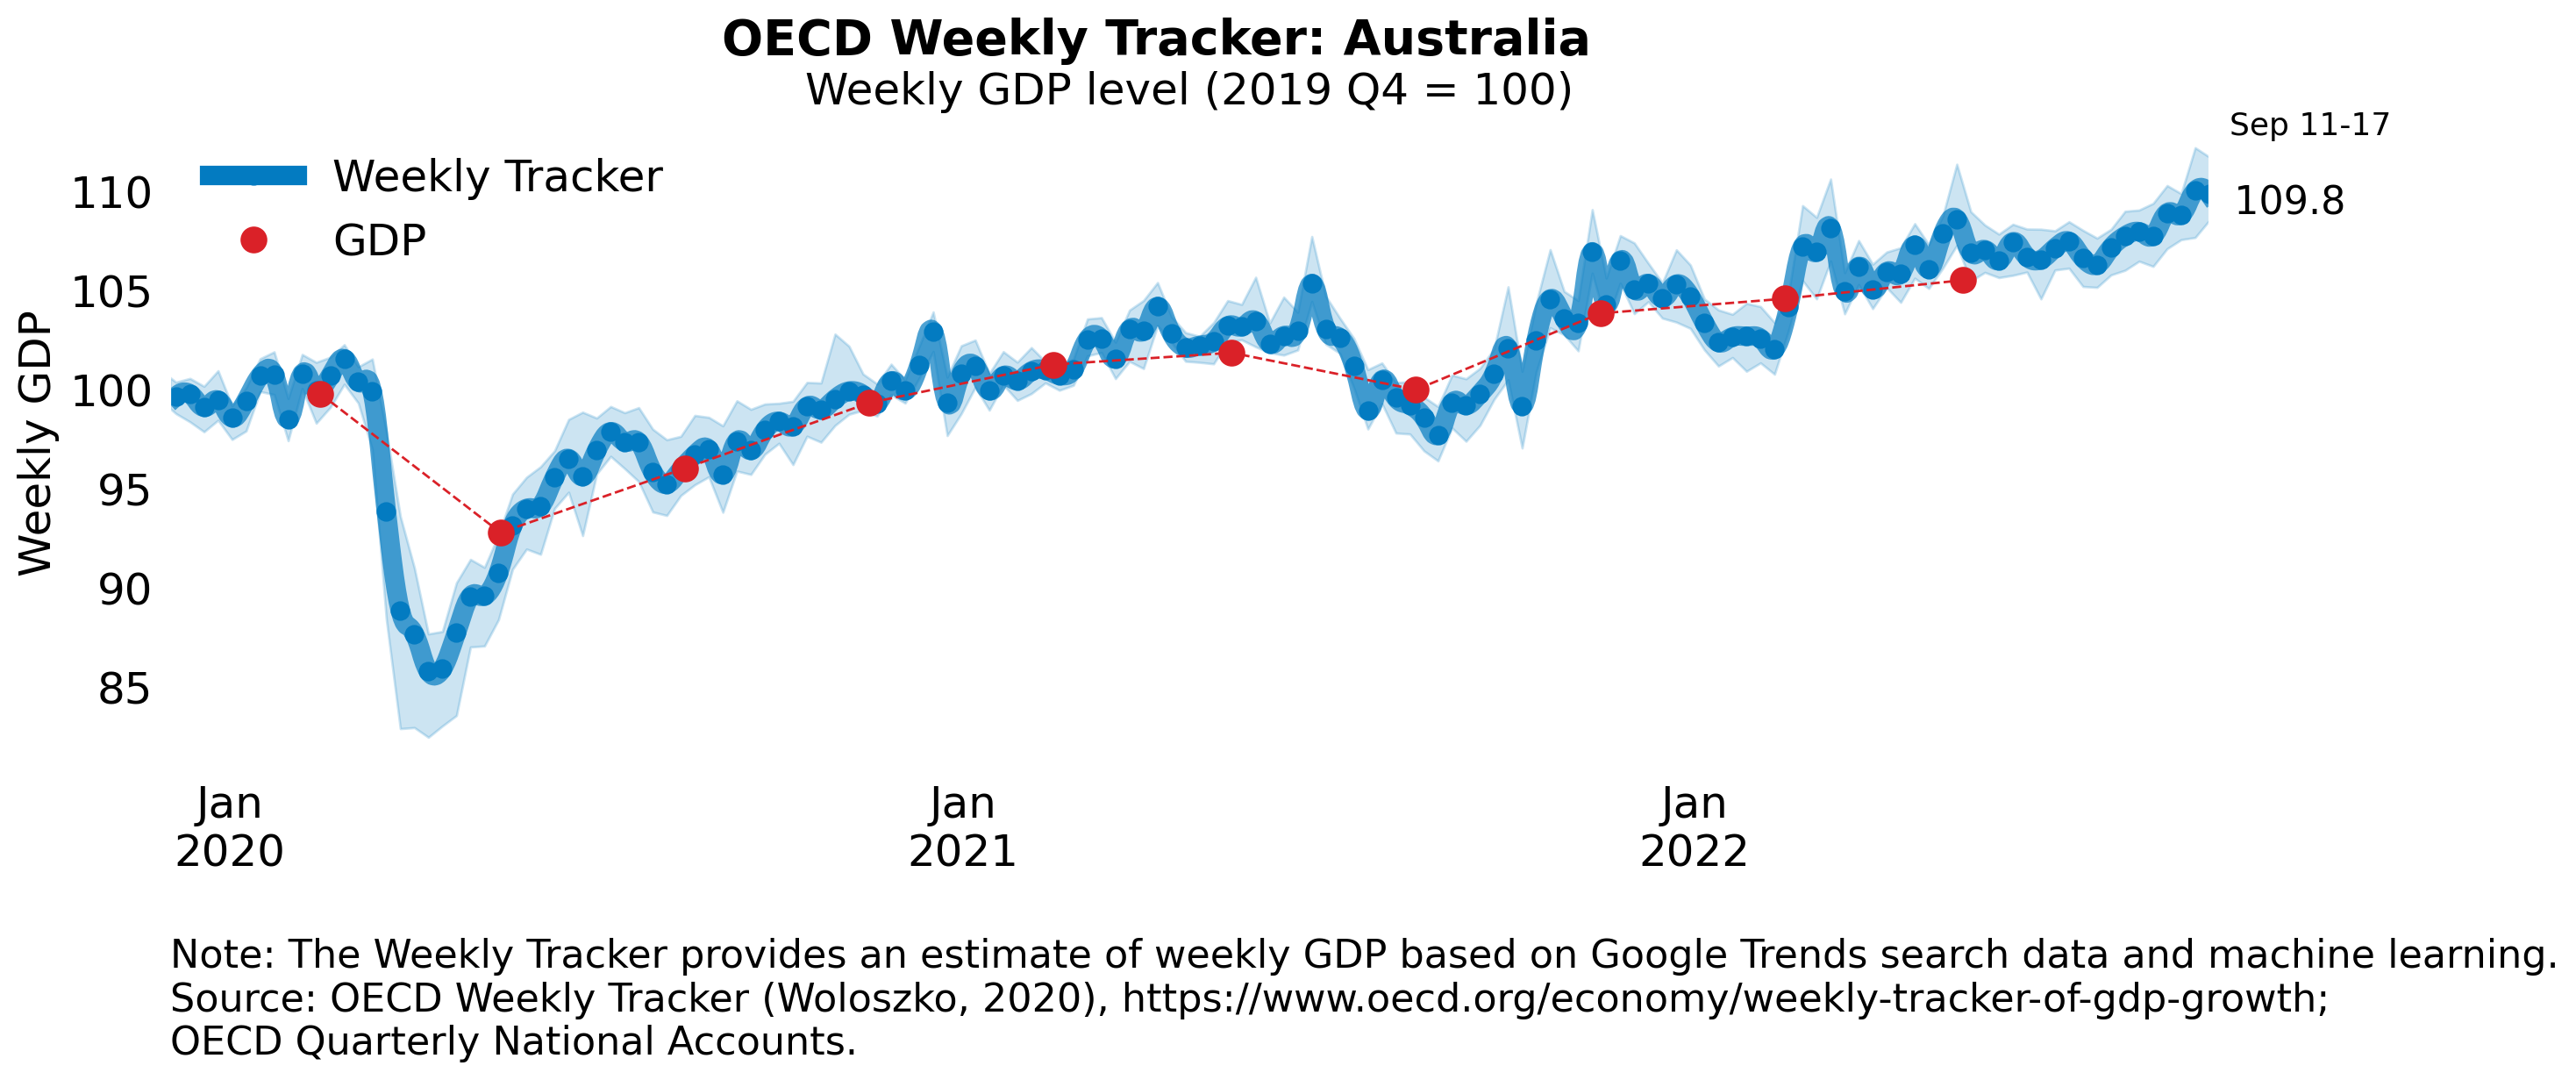 OECD Weekly Tracker: Australia
Weekly GDP level (2019 Q4 = 100)
Sep 11-17
109.8
Weekly Tracker
GDP
Weekly GDP
110
105
100
95
90
85
Jan
2020
Jan
2021
Jan
2022
Note: The Weekly Tracker provides an estimate of weekly GDP based on Google Trends search data and machine learning.
Source: OECD Weekly Tracker (Woloszko, 2020), https://www.oecd.org/economy/weekly-tracker-of-gdp-growth;
OECD Quarterly National Accounts.